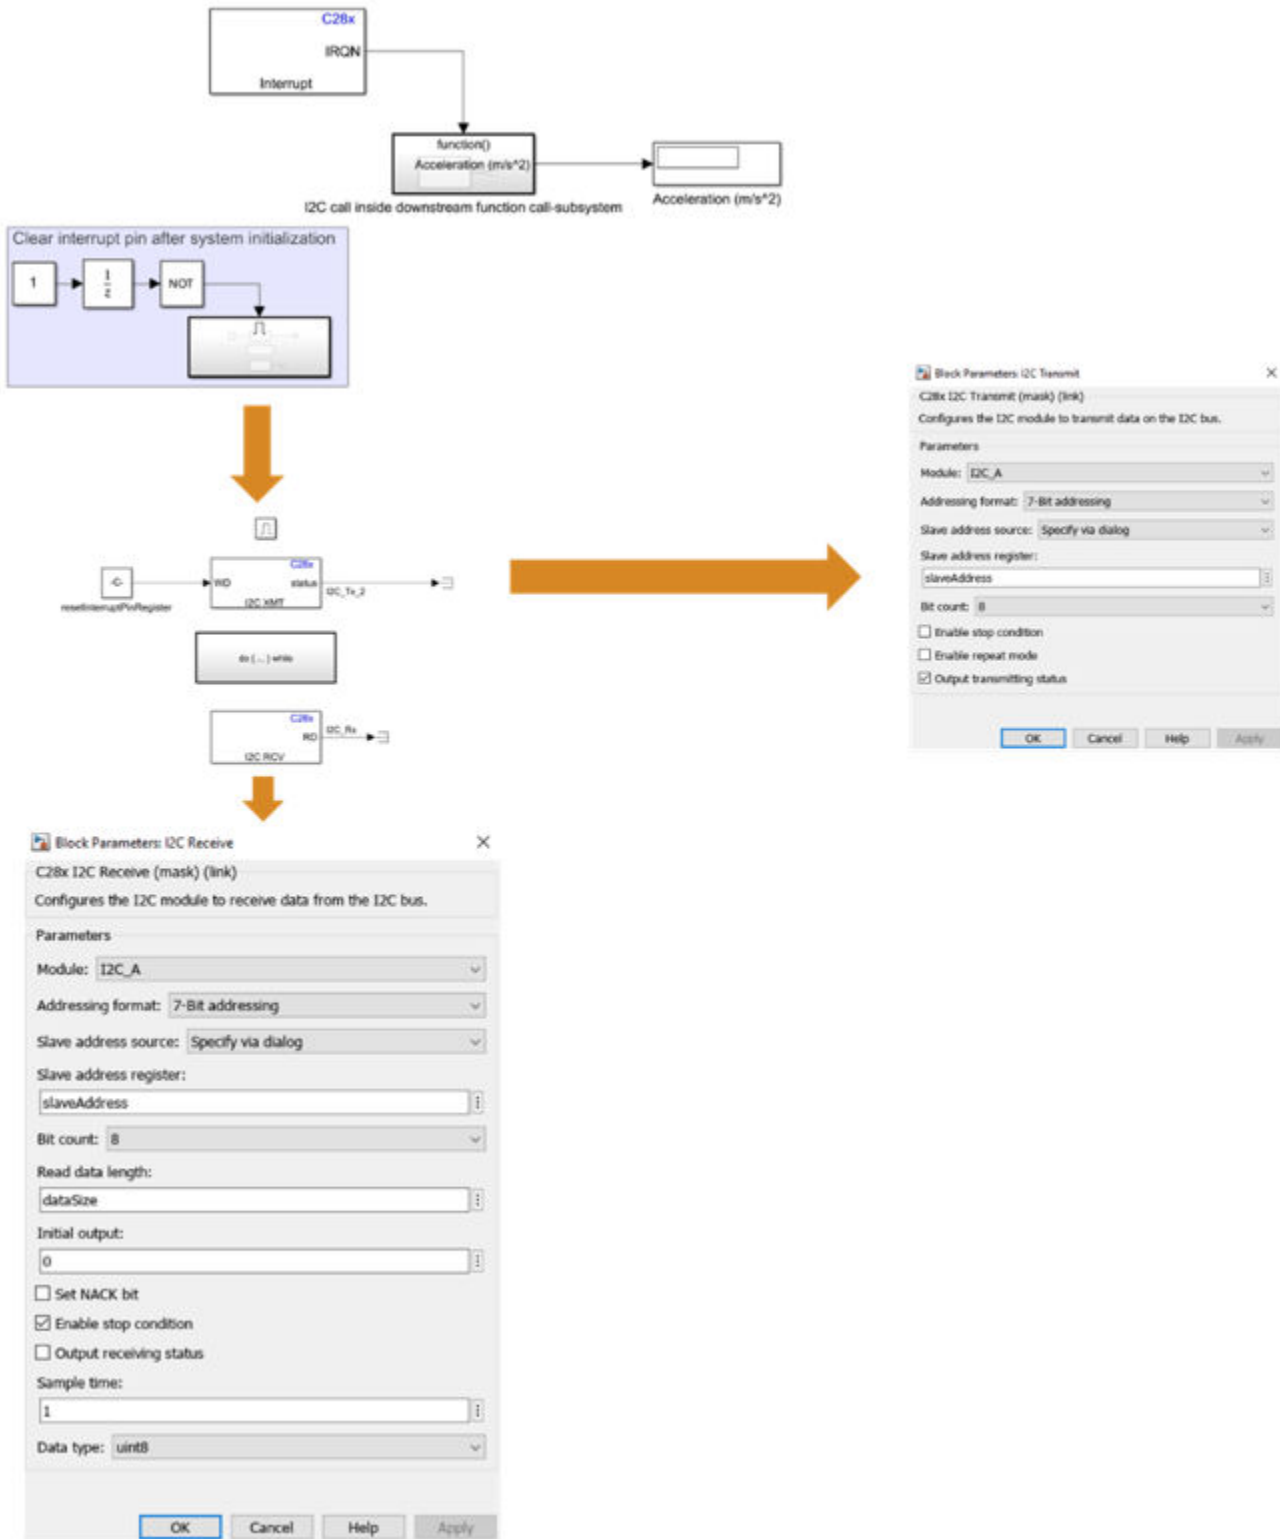 C28x
IRQN
Interrupt
function()
Acceleration (m/s^2)
I2C call inside downstream function call-subsystem
Acceleration (m/s^2)
Clear interrupt pin after system initialization
1
1
z
NOT
C28x
-C-
WD
status
I2C_Tx_2
resetInterruptPinRegister
I2C XMT
do { ... } while
C28x
RD
I2C_Rx
I2C RCV
Block Parameters: I2C Transmit
C28x I2C Transmit (mask) (link)
Configures the I2C module to transmit data on the I2C bus.
Parameters
Module: I2C_A
Addressing format: 7-Bit addressing
Slave address source: Specify via dialog
Slave address register:
slaveAddress
Bit count: 8
Enable stop condition
Enable repeat mode
Output transmitting status
OK Cancel Help Apply
Block Parameters: I2C Receive
C28x I2C Receive (mask) (link)
Configures the I2C module to receive data from the I2C bus.
Parameters
Module: I2C_A
Addressing format: 7-Bit addressing
Slave address source: Specify via dialog
Slave address register:
slaveAddress
Bit count: 8
Read data length:
dataSize
Initial output:
0
Set NACK bit
Enable stop condition
Output receiving status
Sample time:
1
Data type: uint8
OK Cancel Help Apply